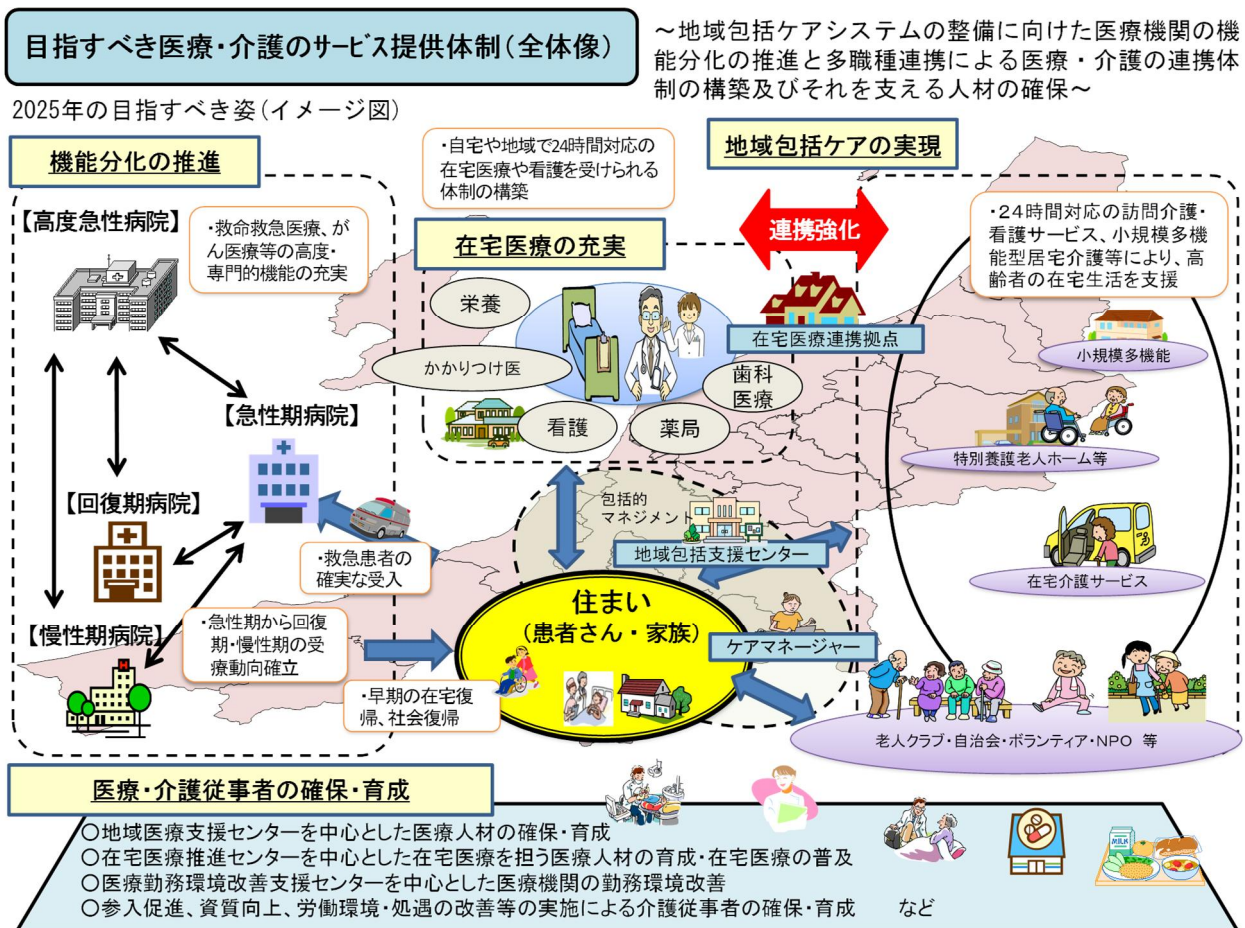 目指すべき医療・介護のサービス提供体制(全体像)
～地域包括ケアシステムの整備に向けた医療機関の機
能分化の推進と多職種連携による医療・介護の連携体
制の構築及びそれを支える人材の確保～
2025年の目指すべき姿(イメージ図)
機能分化の推進
【高度急性病院】
・救命救急医療、が
ん医療等の高度・
専門的機能の充実
【急性期病院】
【回復期病院】
【慢性期病院】
・救急患者の
確実な受入
・急性期から回復
期・慢性期の受
療動向確立
・早期の在宅復
帰、社会復帰
・自宅や地域で24時間対応の
在宅医療や看護を受けられる
体制の構築
在宅医療の充実
栄養
かかりつけ医
看護
薬局
歯科
医療
連携強化
在宅医療連携拠点
包括的
マネジメント
地域包括支援センター
住まい
(患者さん・家族)
ケアマネージャー
地域包括ケアの実現
・２４時間対応の訪問介護・
看護サービス、小規模多機
能型居宅介護等により、高
齢者の在宅生活を支援
小規模多機能
特別養護老人ホーム等
在宅介護サービス
老人クラブ・自治会・ボランティア・NPO 等
医療・介護従事者の確保・育成
○地域医療支援センターを中心とした医療人材の確保・育成
○在宅医療推進センターを中心とした在宅医療を担う医療人材の育成・在宅医療の普及
○医療勤務環境改善支援センターを中心とした医療機関の勤務環境改善
○参入促進、資質向上、労働環境・処遇の改善等の実施による介護従事者の確保・育成　　など
H
MILK